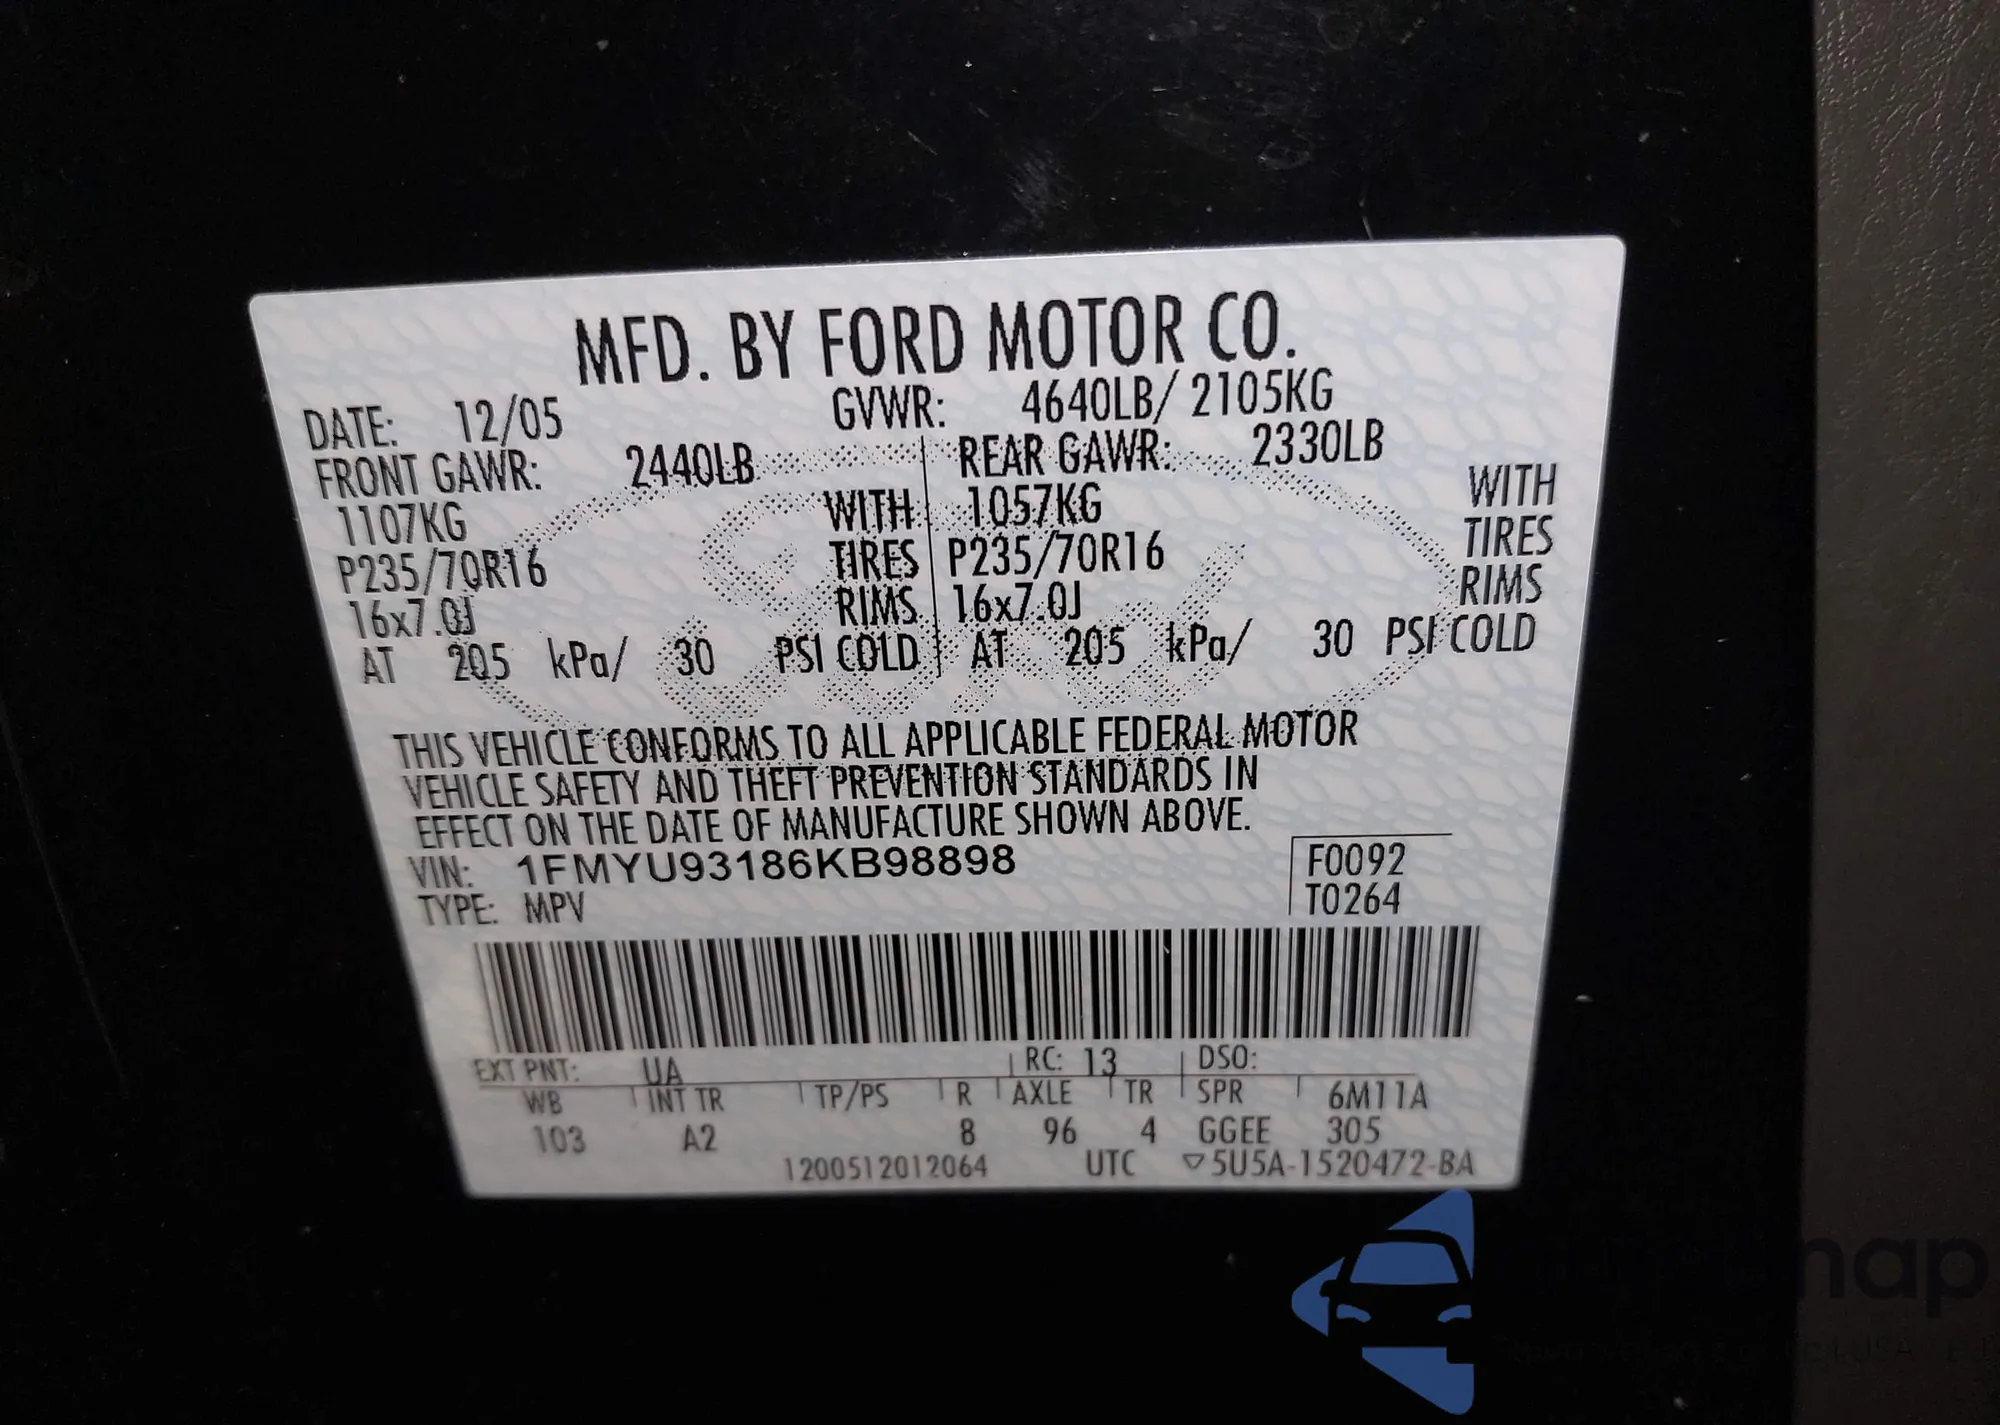 MFD. BY FORD MOTOR CO.
DATE: 12/05 GVWR: 4640LB/ 2105KG
FRONT GAWR: 2440LB REAR GAWR: 2330LB
1107KG WITH 1057KG WITH
P235/70R16 TIRES P235/70R16 TIRES
16x7.0J RIMS 16x7.0J RIMS
AT 205 kPa/ 30 PSI COLD AT 205 kPa/ 30 PSI COLD
THIS VEHICLE CONFORMS TO ALL APPLICABLE FEDERAL MOTOR
VEHICLE SAFETY AND THEFT PREVENTION STANDARDS IN
EFFECT ON THE DATE OF MANUFACTURE SHOWN ABOVE.
VIN: 1FMYU93186KB98898 F0092
TYPE: MPV T0264
EXT PNT: UA RC: 13 DSO:
WB INT TR TP/PS R AXLE TR SPR 6M11A
103 A2 8 96 4 GGEE 305
1200512012064 UTC ▽5U5A-1520472-BA